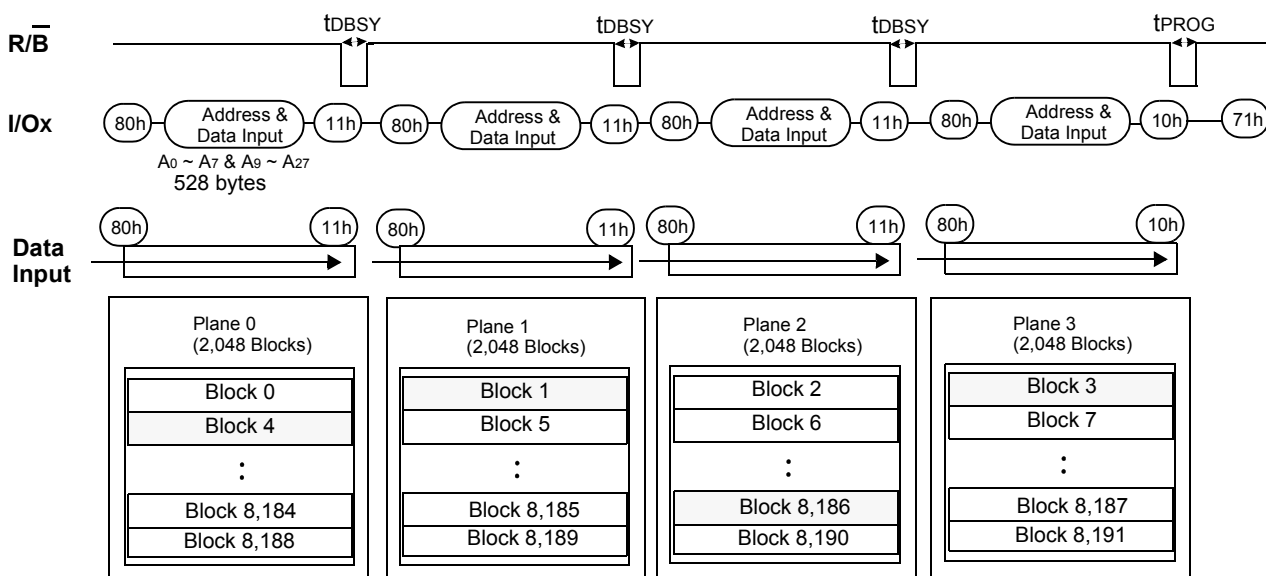 tDBSY tDBSY tDBSY tPROG
R/B
I/Ox
80h Address & Data Input 11h 80h Address & Data Input 11h 80h Address & Data Input 11h 80h Address & Data Input 10h 71h
A0 ~ A7 & A9 ~ A27
528 bytes
80h 11h 80h 11h 80h 11h 80h 10h
Data
Input
Plane 0
(2,048 Blocks)
Block 0
Block 4
:
Block 8,184
Block 8,188
Plane 1
(2,048 Blocks)
Block 1
Block 5
:
Block 8,185
Block 8,189
Plane 2
(2,048 Blocks)
Block 2
Block 6
:
Block 8,186
Block 8,190
Plane 3
(2,048 Blocks)
Block 3
Block 7
:
Block 8,187
Block 8,191